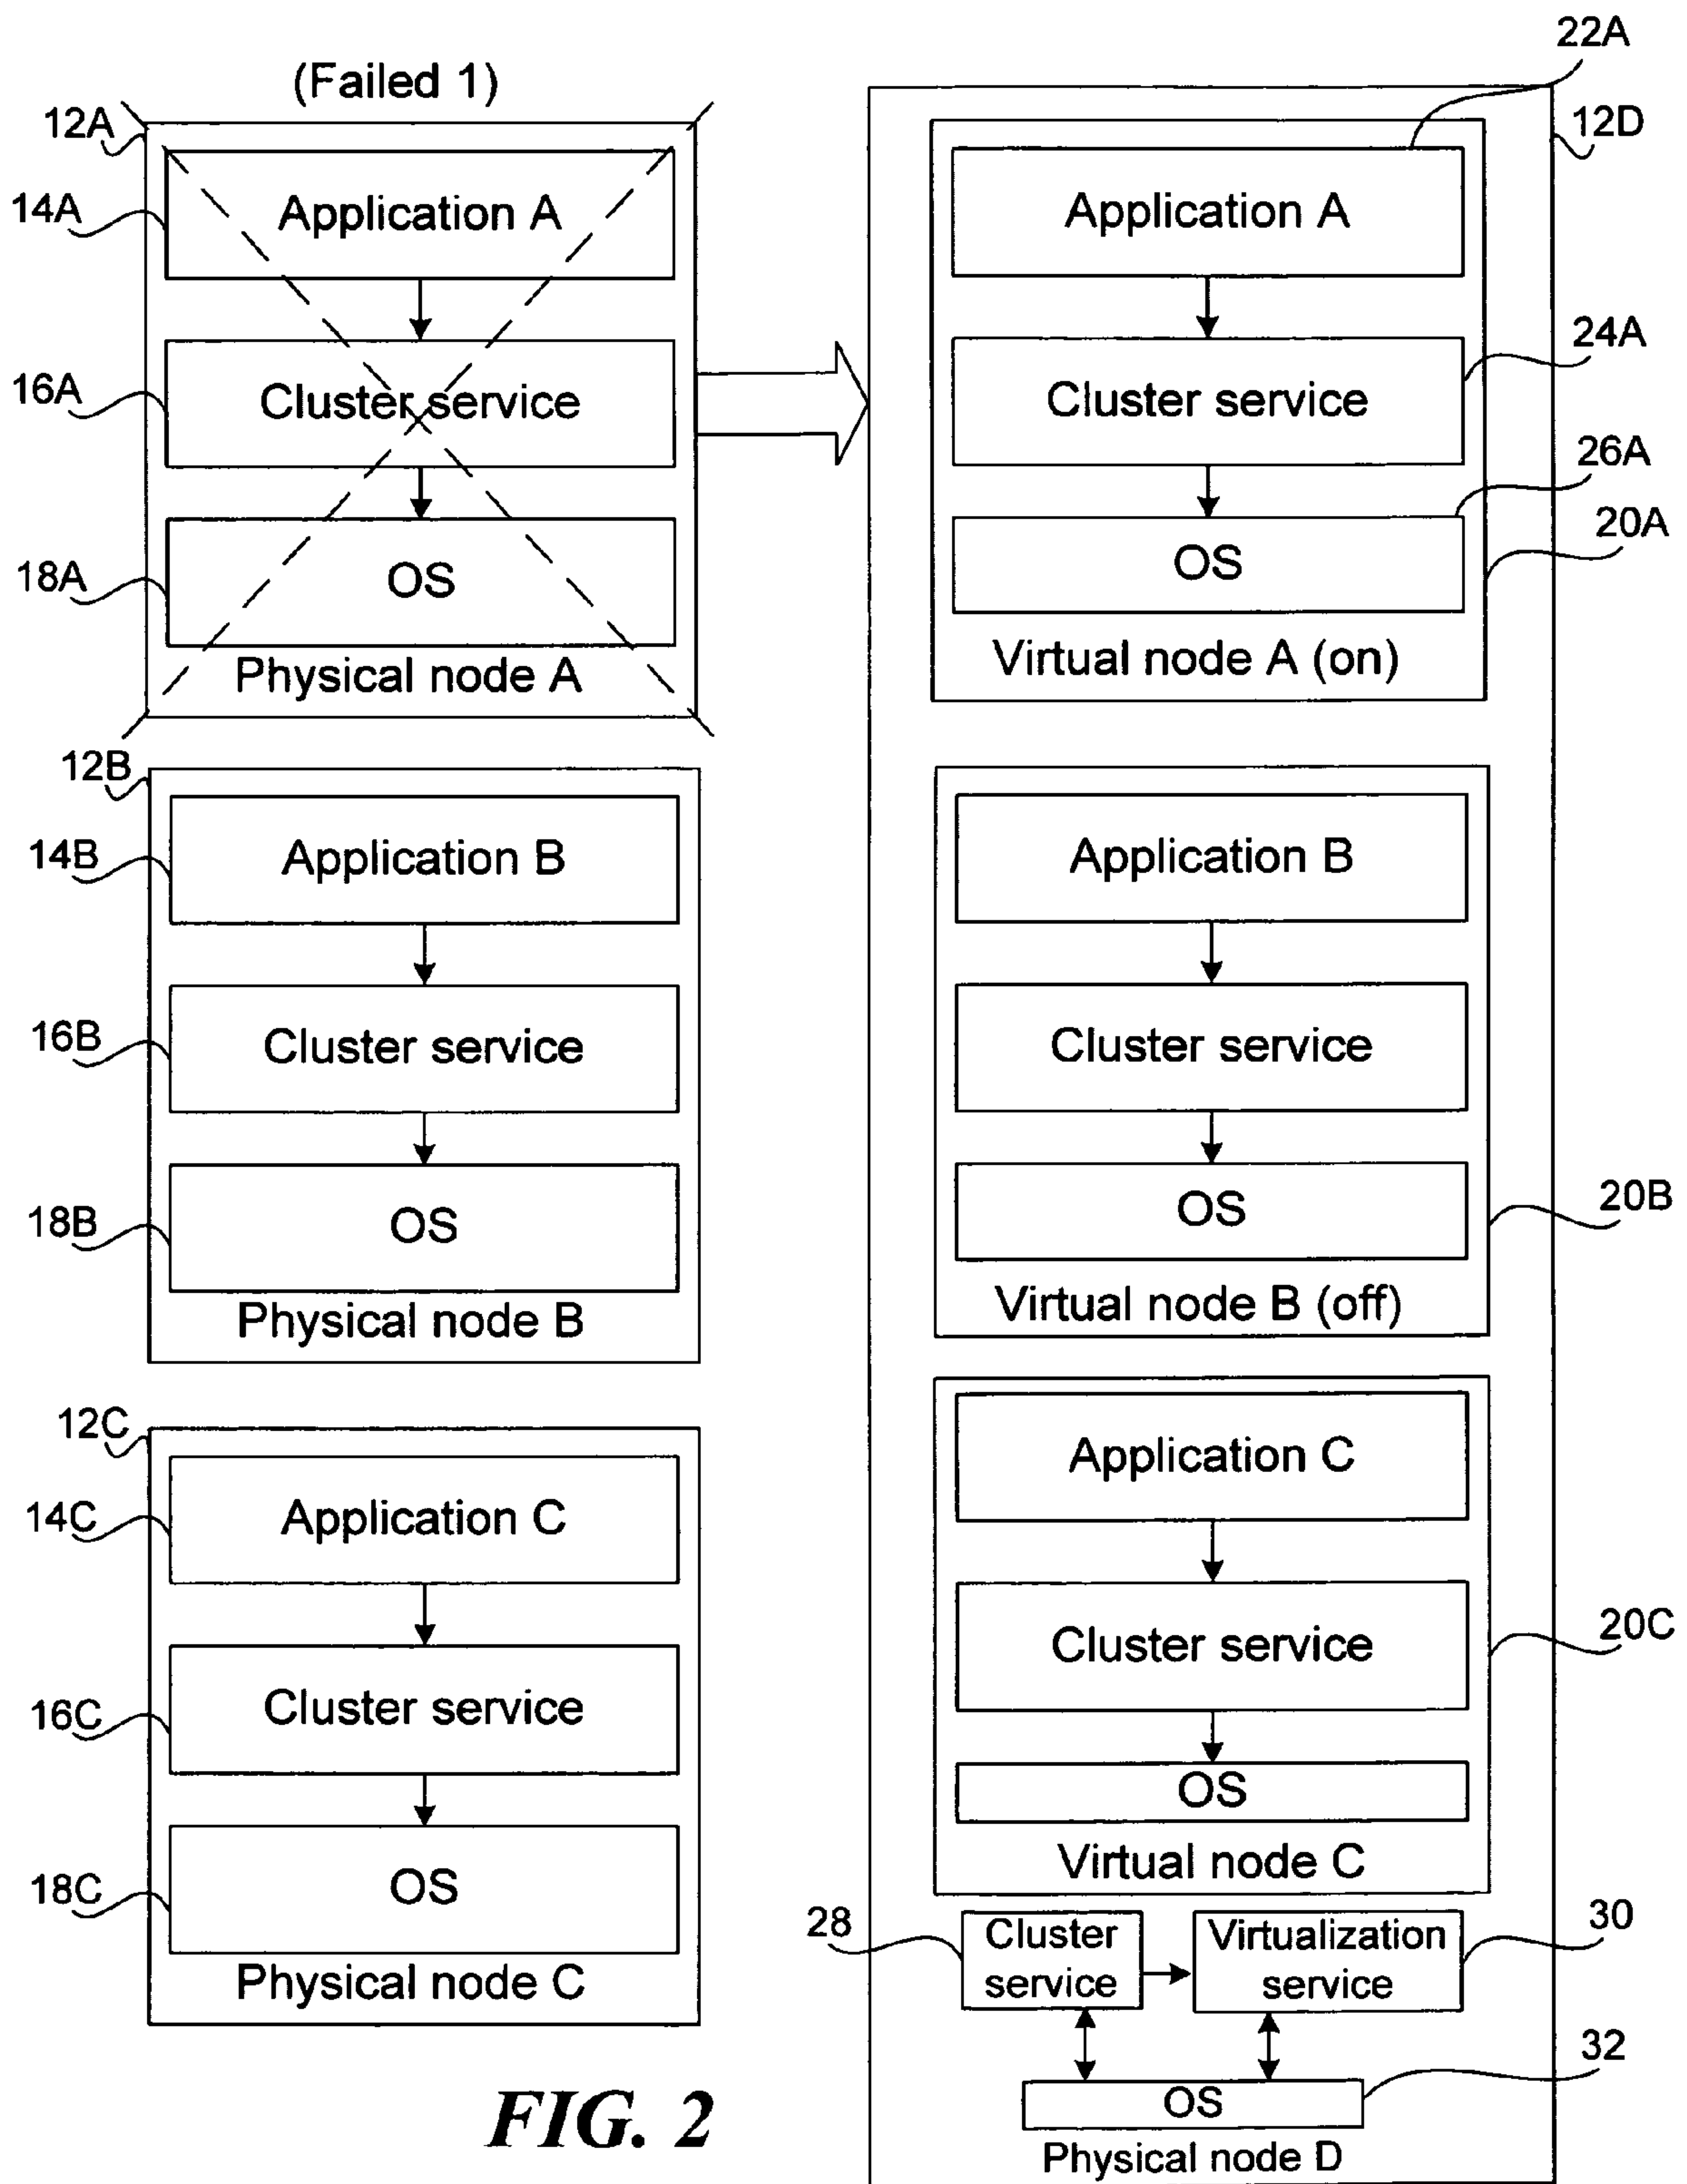 (Failed 1)
12A
14A
Application A
16A
Cluster service
18A
OS
Physical node A
12B
14B
Application B
16B
Cluster service
18B
OS
Physical node B
12C
14C
Application C
16C
Cluster service
18C
OS
Physical node C
22A
12D
Application A
24A
Cluster service
26A
OS
20A
Virtual node A (on)
Application B
Cluster service
OS
20B
Virtual node B (off)
Application C
Cluster service
20C
OS
Virtual node C
28
Cluster
service
Virtualization
service
30
32
OS
Physical node D
FIG. 2